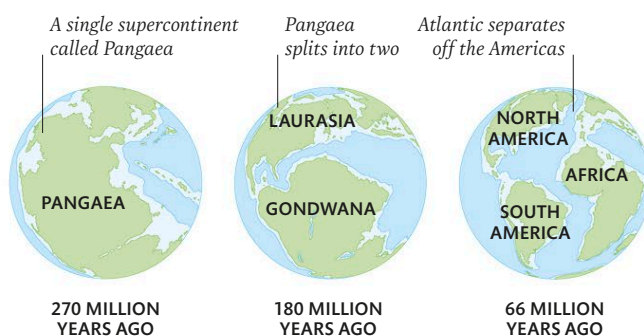 A single supercontinent
called Pangaea
Pangaea
splits into two
Atlantic separates
off the Americas
PANGAEA
LAURASIA
GONDWANA
NORTH
AMERICA
AFRICA
SOUTH
AMERICA
270 MILLION
YEARS AGO
180 MILLION
YEARS AGO
66 MILLION
YEARS AGO